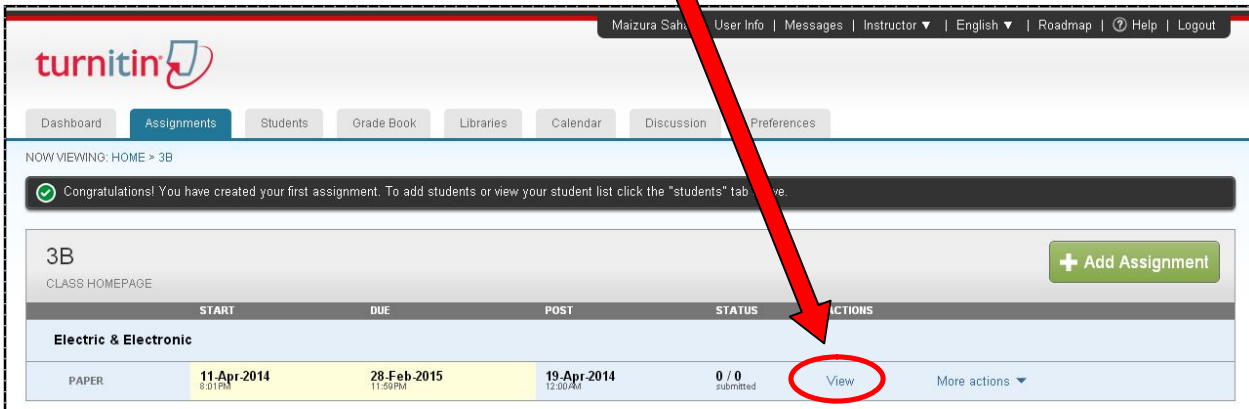 Maizura Saha User Info | Messages | Instructor ▼ | English ▼ | Roadmap | ? Help | Logout
turnitin
Dashboard Assignments Students Grade Book Libraries Calendar Discussion Preferences
NOW VIEWING: HOME > 3B
Congratulations! You have created your first assignment. To add students or view your student list click the "students" tab
3B
+ Add Assignment
CLASS HOMEPAGE
START DUE POST STATUS ACTIONS
Electric & Electronic
PAPER 11-Apr-2014 28-Feb-2015 19-Apr-2014 0 / 0 View More actions ▼
8:01PM 11:59PM 12:00AM submitted